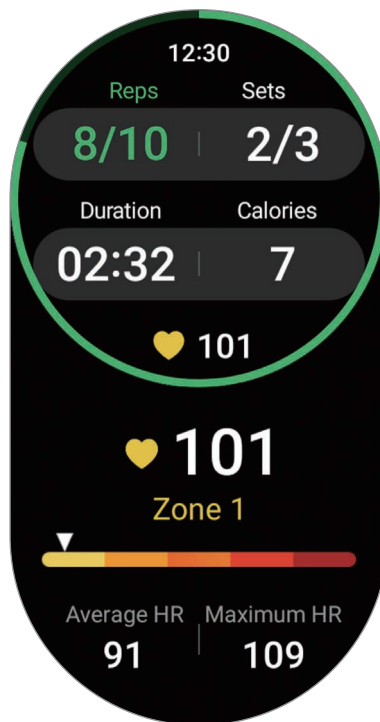 12:30
Reps Sets
8/10 2/3
Duration Calories
02:32 7
101
101
Zone 1
Average HR Maximum HR
91 109